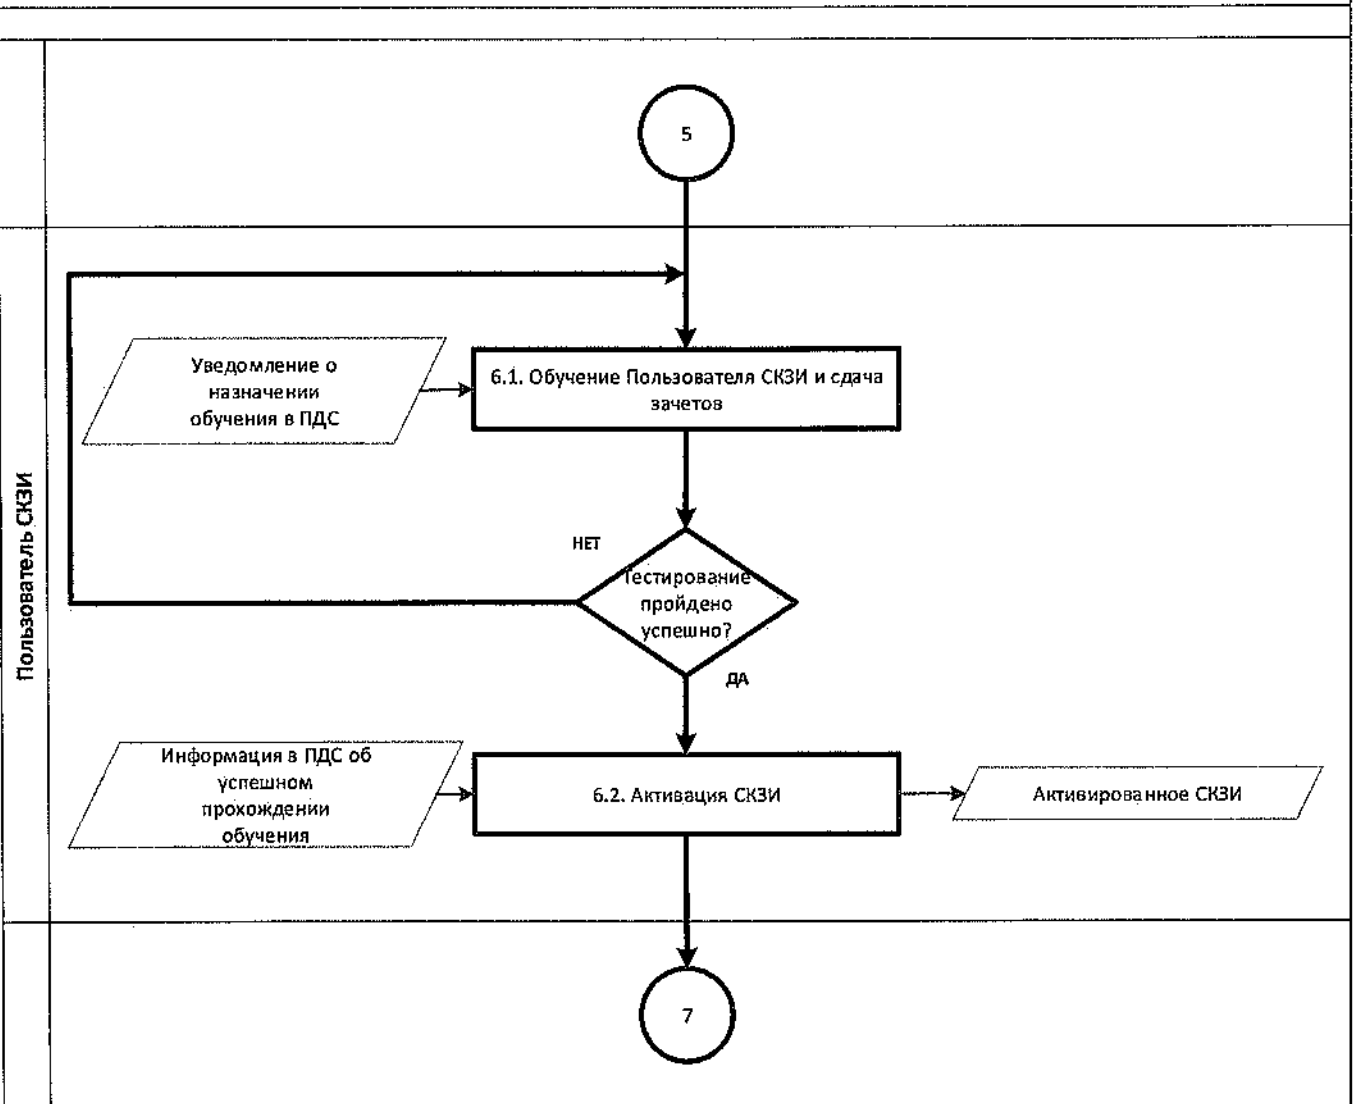 5
Уведомление о
назначении
обучения в ПДС
6.1. Обучение Пользователя СКЗИ и сдача
зачетов
НЕТ
Тестирование
пройдено
успешно?
ДА
Пользователь СКЗИ
Информация в ПДС об
успешном
прохождении
обучения
6.2. Активация СКЗИ
Активированное СКЗИ
7